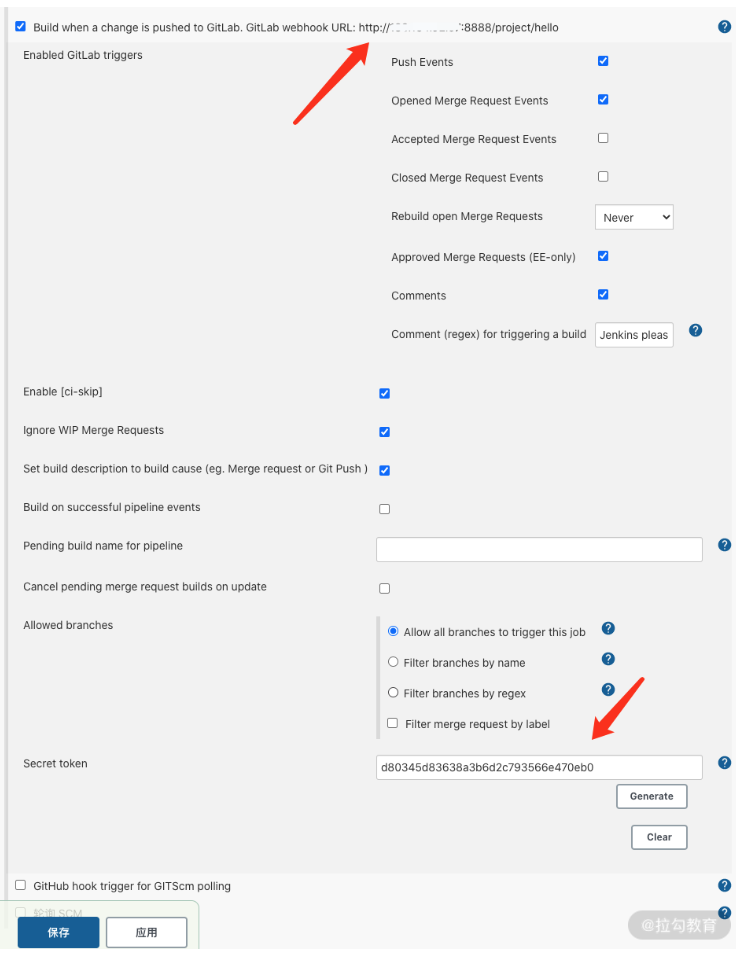 Build when a change is pushed to GitLab. GitLab webhook URL: http:// :8888/project/hello
Enabled GitLab triggers
Push Events
Opened Merge Request Events
Accepted Merge Request Events
Closed Merge Request Events
Rebuild open Merge Requests
Never
Approved Merge Requests (EE-only)
Comments
Comment (regex) for triggering a build
Jenkins pleas
Enable [ci-skip]
Ignore WIP Merge Requests
Set build description to build cause (eg. Merge request or Git Push )
Build on successful pipeline events
Pending build name for pipeline
Cancel pending merge request builds on update
Allowed branches
Allow all branches to trigger this job
Filter branches by name
Filter branches by regex
Filter merge request by label
Secret token
d80345d83638a3b6d2c793566e470eb0
Generate
Clear
GitHub hook trigger for GITScm polling
轮询 SCM
保存
应用
@拉勾教育